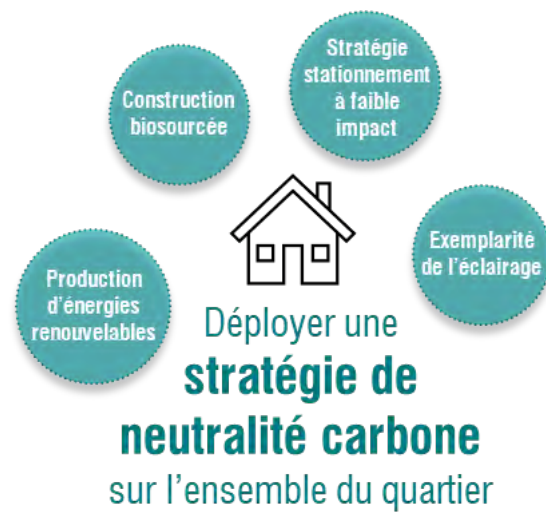 Stratégie
stationnement
à faible
impact
Construction
biosourcée
Exemplarité
de l'éclairage
Production
d'énergies
renouvelables
Déployer une
stratégie de
neutralité carbone
sur l'ensemble du quartier